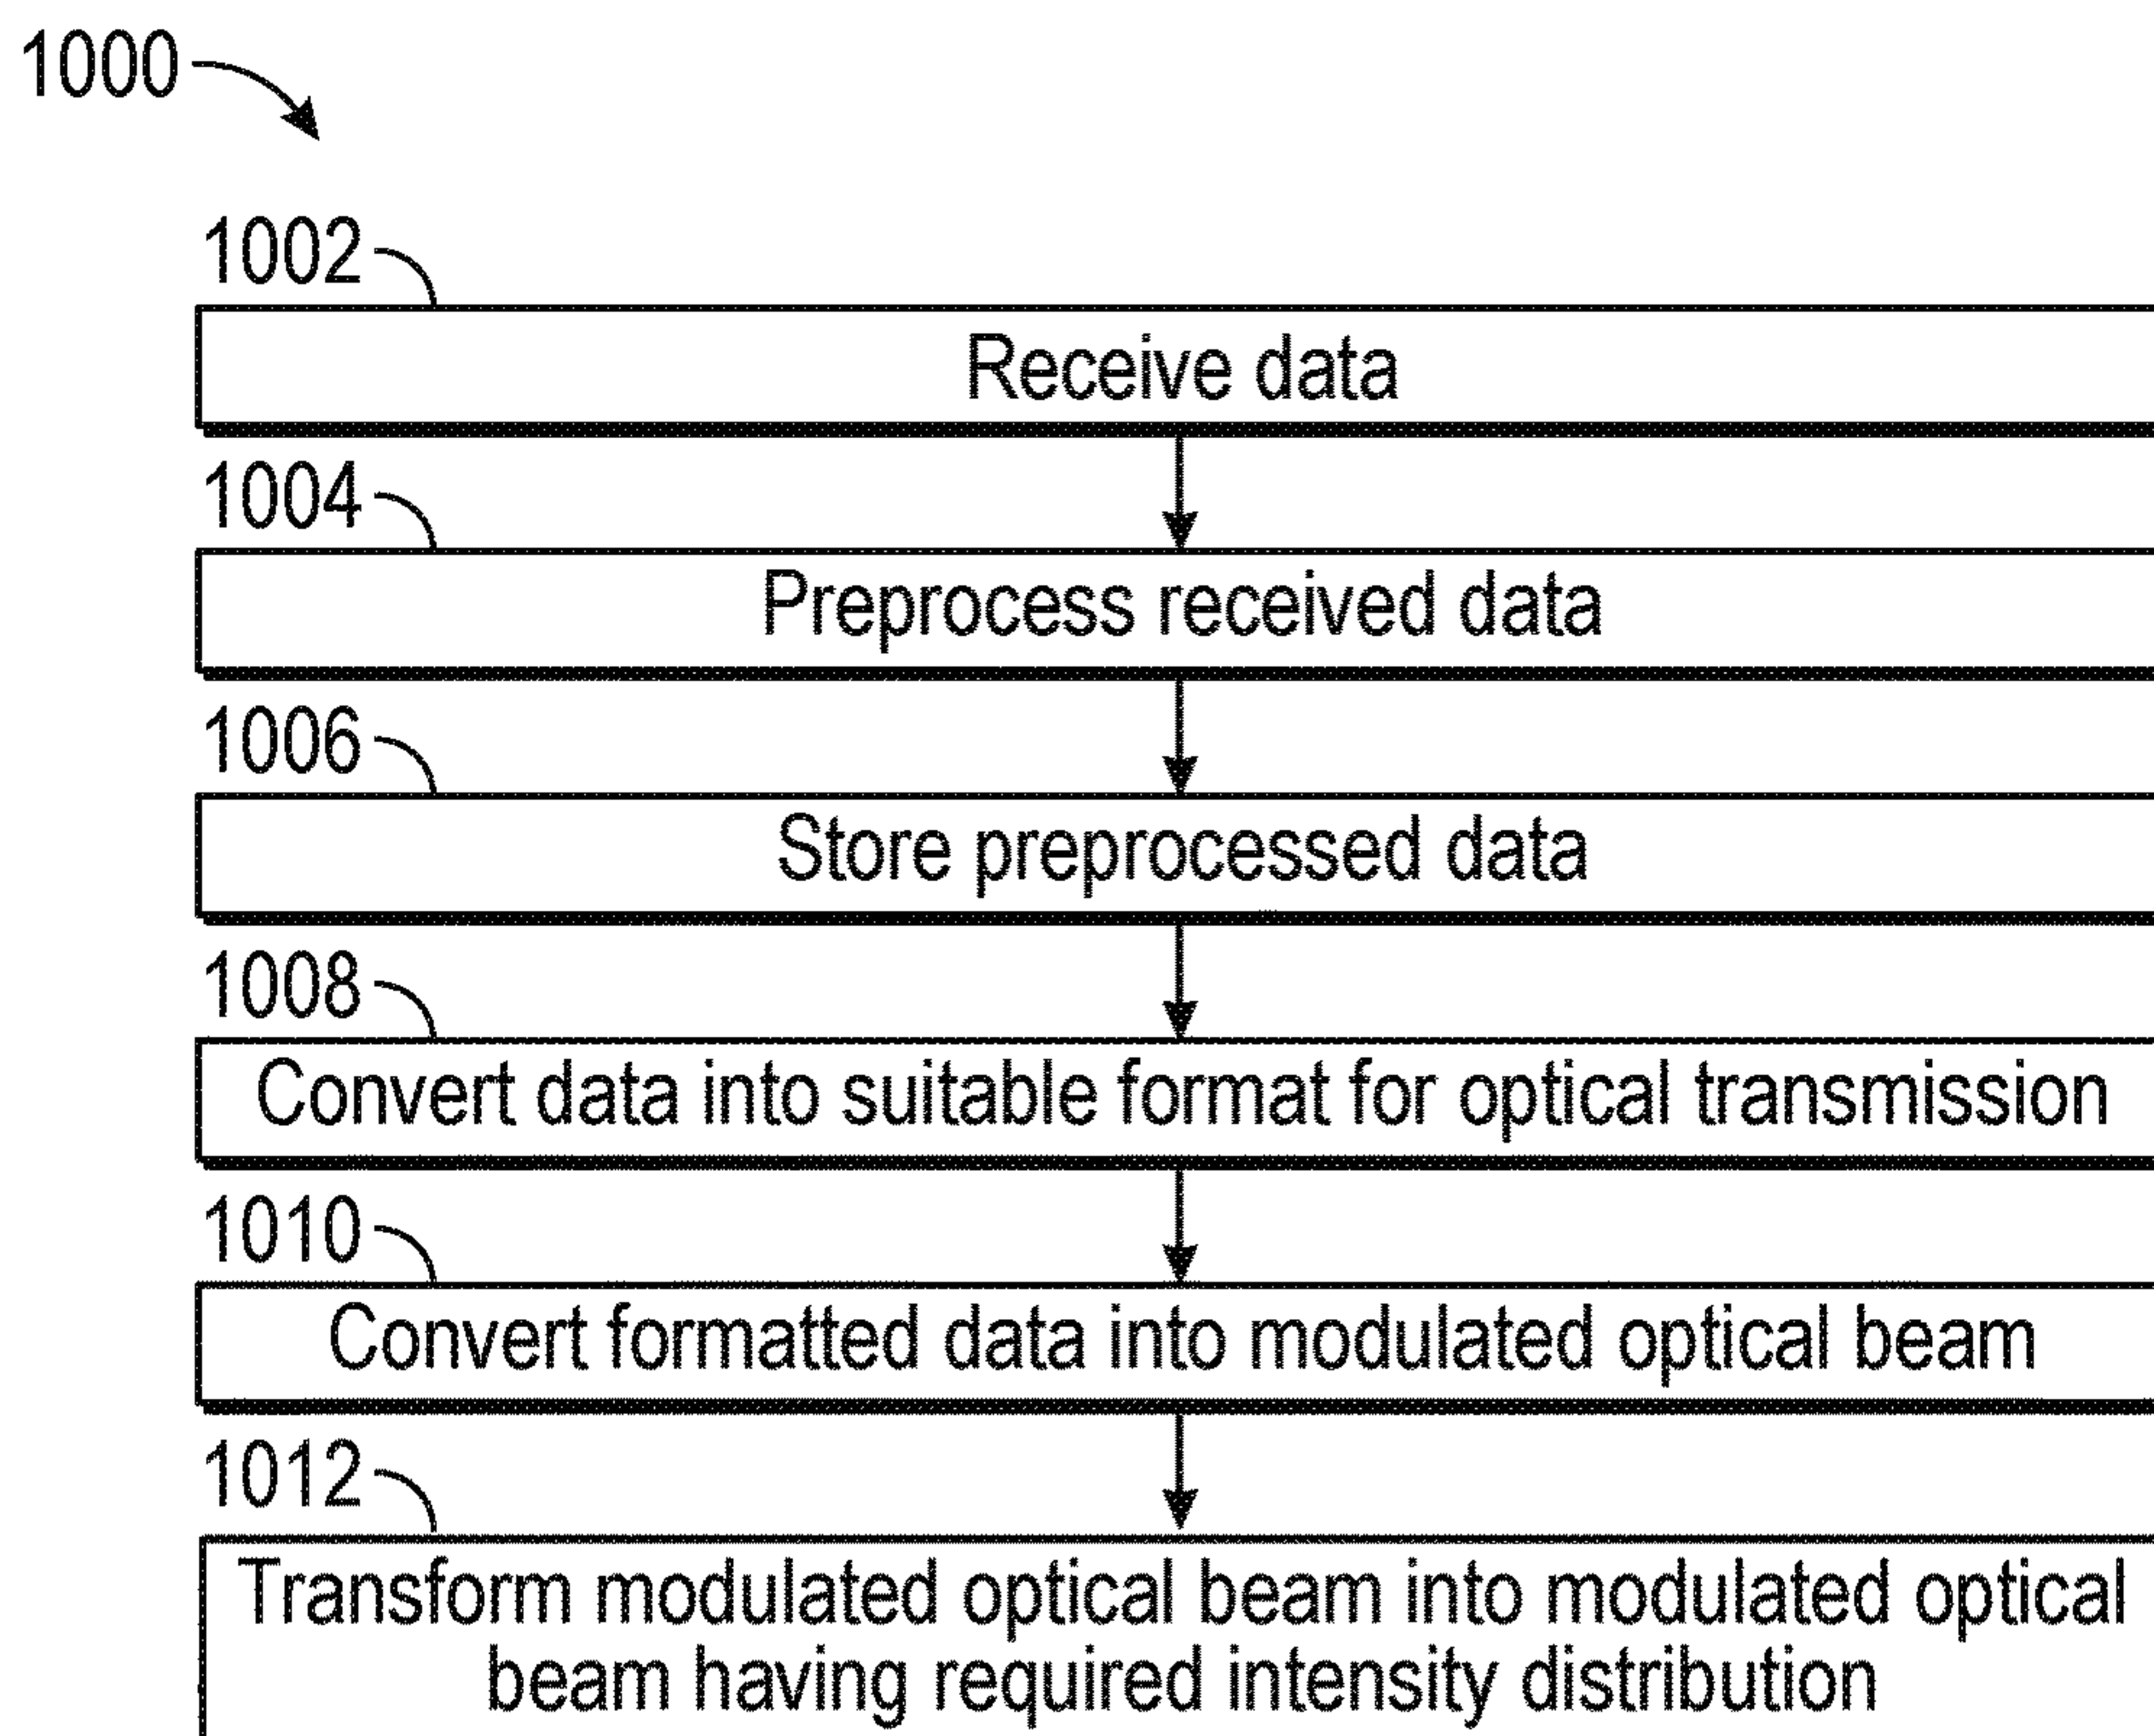 1000
1002
Receive data
1004
Preprocess received data
1006
Store preprocessed data
1008
Convert data into suitable format for optical transmission
1010
Convert formatted data into modulated optical beam
1012
Transform modulated optical beam into modulated optical
beam having required intensity distribution